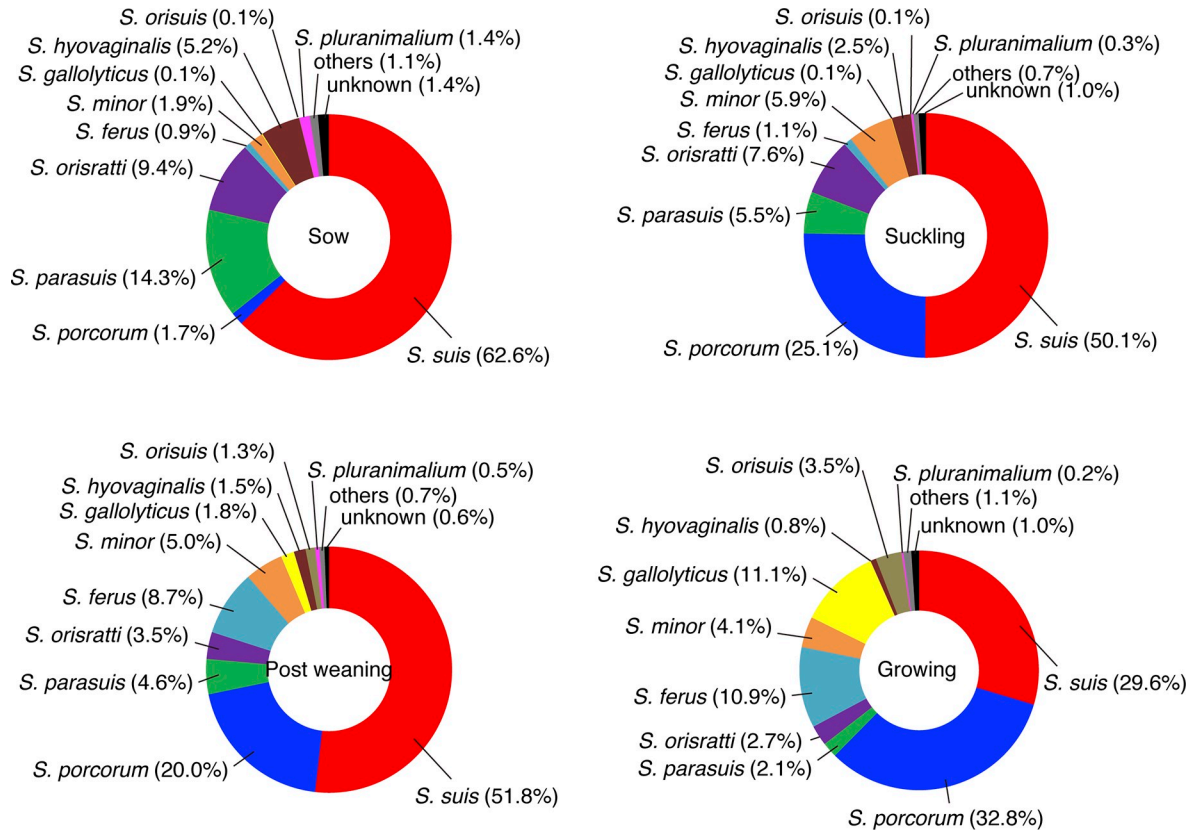 S. orisuis (0.1%)
S. hyovaginalis (5.2%)
S. pluranimalium (1.4%)
others (1.1%)
S. gallolyticus (0.1%)
unknown (1.4%)
S. minor (1.9%)
S. ferus (0.9%)
S. orisratti
(9.4%)
Sow
S. parasuis (14.3%)
S. porcorum (1.7%)
S. suis (62.6%)
S. orisuis (0.1%)
S. hyovaginalis (2.5%)
S. pluranimalium (0.3%)
S. gallolyticus (0.1%)
others (0.7%)
unknown (1.0%)
S. minor (5.9%)
S. ferus (1.1%)
S. orisratti (7.6%)
S. parasuis (5.5%)
Suckling
S. porcorum (25.1%)
S. suis (50.1%)
S. orisuis (1.3%)
S. pluranimalium (0.5%)
S. hyovaginalis (1.5%)
others (0.7%)
S. gallolyticus (1.8%)
unknown (0.6%)
S. minor (5.0%)
S. ferus (8.7%)
S. orisratti (3.5%)
Post weaning
S. parasuis (4.6%)
S. porcorum (20.0%)
S. suis (51.8%)
S. orisuis (3.5%)
S. pluranimalium (0.2%)
others (1.1%)
S. hyovaginalis (0.8%)
unknown (1.0%)
S. gallolyticus (11.1%)
S. minor (4.1%)
Growing
S. suis (29.6%)
S. ferus (10.9%)
S. orisratti (2.7%)
S. parasuis (2.1%)
S. porcorum (32.8%)